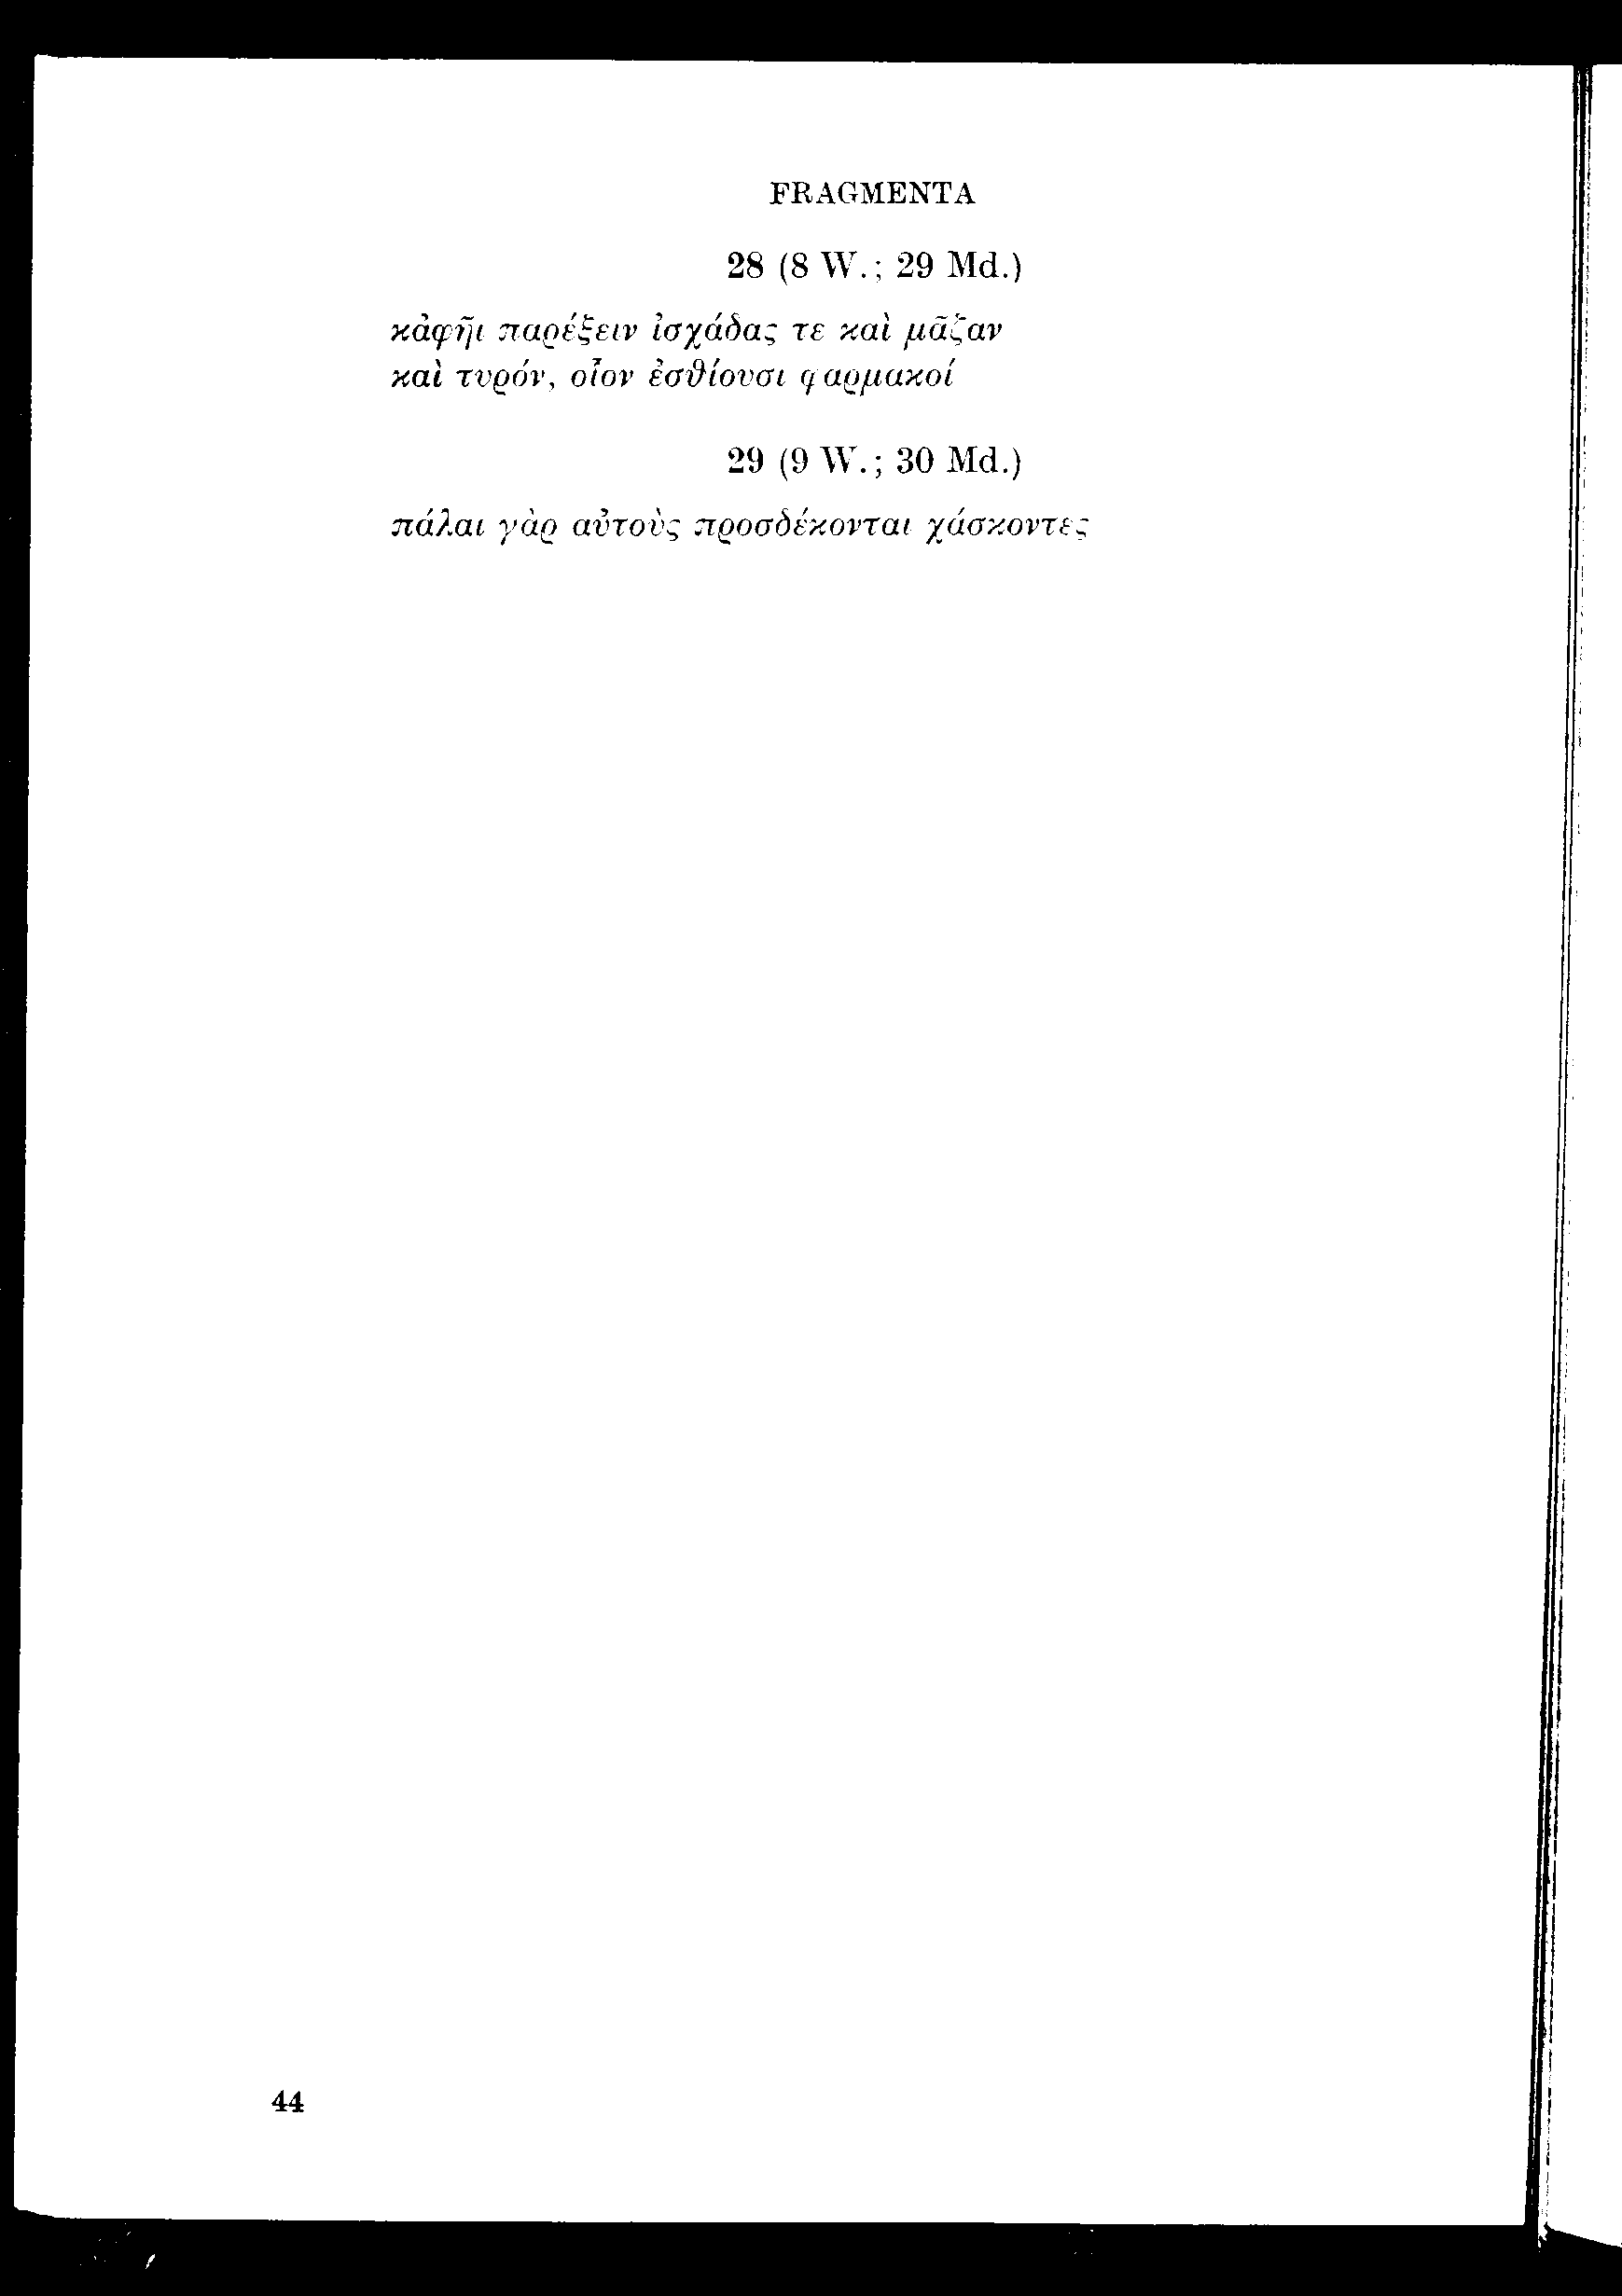 FRAGMENTA
28 (8 W.; 29 Md.)
κἀφῆι παρέξειν ἰσχάδας τε καὶ μᾶζαν
καὶ τυρόν, οἷον ἐσθίουσι φαρμακοί
29 (9 W.; 30 Md.)
πάλαι γὰρ αὐτοὺς προσδέκονται χάσκοντες
44